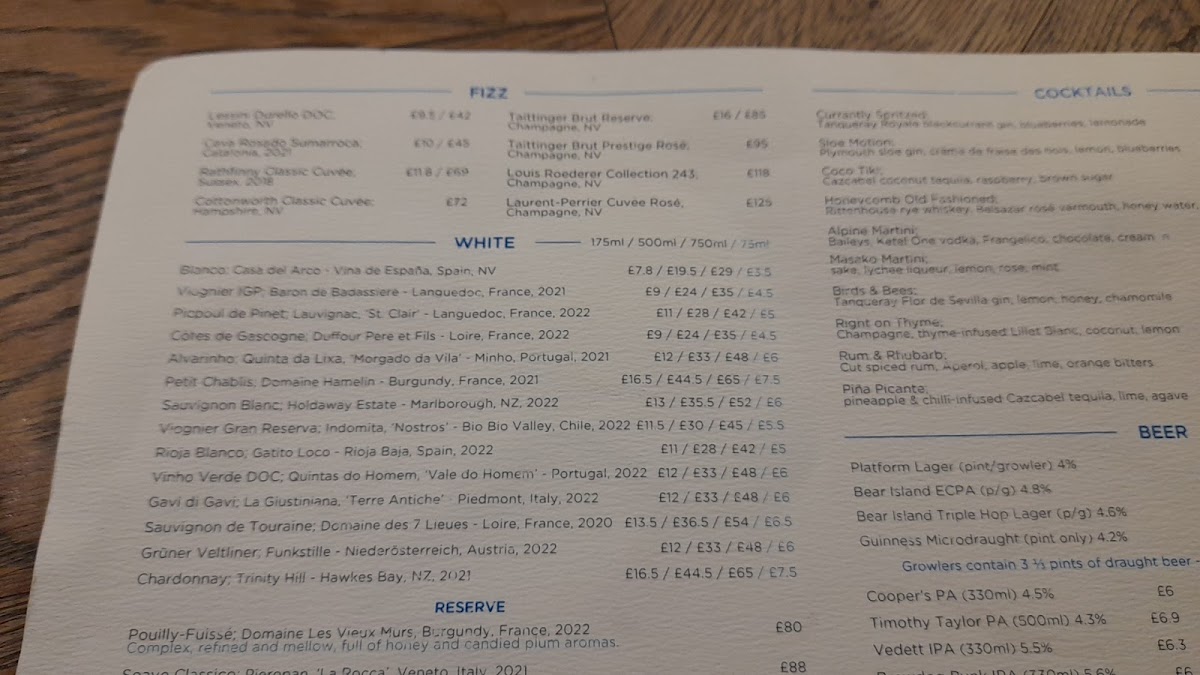 FIZZ
Lessini Durello DOC;
Veneto, NV
£9.5 / £42
Cava Rosado Sumarroca;
Catalonia, 2021
£10 / £45
Rathfinny Classic Cuvée;
Sussex, 2018
£11.8 / £69
Cottonworth Classic Cuvée;
Hampshire, NV
£72
Taittinger Brut Reserve;
Champagne, NV
£16 / £85
Taittinger Brut Prestige Rosé;
Champagne, NV
£95
Louis Roederer Collection 243;
Champagne, NV
£118
Laurent-Perrier Cuvée Rosé;
Champagne, NV
£125
WHITE 175ml / 500ml / 750ml / 75ml
Blanco; Casa del Arco - Vina de España, Spain, NV £7.8 / £19.5 / £29 / £3.5
Viognier IGP; Baron de Badassiere - Languedoc, France, 2021 £9 / £24 / £35 / £4.5
Picpoul de Pinet; Lauvignac, 'St. Clair' - Languedoc, France, 2022 £11 / £28 / £42 / £5
Côtes de Gascogne; Duffour Pere et Fils - Loire, France, 2022 £9 / £24 / £35 / £4.5
Alvarinho; Quinta da Lixa, 'Morgado da Vila' - Minho, Portugal, 2021 £12 / £33 / £48 / £6
Petit Chablis; Domaine Hamelin - Burgundy, France, 2021 £16.5 / £44.5 / £65 / £7.5
Sauvignon Blanc; Holdaway Estate - Marlborough, NZ, 2022 £13 / £35.5 / £52 / £6
Viognier Gran Reserva; Indomita, 'Nostros' - Bio Bio Valley, Chile, 2022 £11.5 / £30 / £45 / £5.5
Rioja Blanco; Gatito Loco - Rioja Baja, Spain, 2022 £11 / £28 / £42 / £5
Vinho Verde DOC; Quintas do Homem, 'Vale do Homem' - Portugal, 2022 £12 / £33 / £48 / £6
Gavi di Gavi; La Giustiniana, 'Terre Antiche' - Piedmont, Italy, 2022 £12 / £33 / £48 / £6
Sauvignon de Touraine; Domaine des 7 Lieues - Loire, France, 2020 £13.5 / £36.5 / £54 / £6.5
Grüner Veltliner; Funkstille - Niederösterreich, Austria, 2022 £12 / £33 / £48 / £6
Chardonnay; Trinity Hill - Hawkes Bay, NZ, 2021 £16.5 / £44.5 / £65 / £7.5
RESERVE
Pouilly-Fuissé; Domaine Les Vieux Murs, Burgundy, France, 2022 £80
Complex, refined and mellow, full of honey and candied plum aromas.
Soave Classico; Pieropan, 'La Rocca', Veneto, Italy, 2021 £88
COCKTAILS
Currantly Spritzed;
Tanqueray Royale blackcurrent gin, blueberries, lemonade
Sloe Motion;
Plymouth sloe gin, crème de fraise des bois, lemon, blueberries
Coco Tiki;
Cazcabel coconut tequila, raspberry, brown sugar
Honeycomb Old Fashioned;
Rittenhouse rye whiskey, Belsazar rosé vermouth, honey water,
Alpine Martini;
Baileys, Ketel One vodka, Frangelico, chocolate, cream
Masako Martini;
sake, lychee liqueur, lemon, rose, mint
Birds & Bees;
Tanqueray Flor de Sevilla gin, lemon, honey, chamomile
Right on Thyme;
Champagne, thyme-infused Lillet Blanc, coconut, lemon
Rum & Rhubarb;
Cut spiced rum, Aperol, apple, lime, orange bitters
Piña Picante;
pineapple & chilli-infused Cazcabel tequila, lime, agave
BEER
Platform Lager (pint/growler) 4%
Bear Island ECPA (p/g) 4.8%
Bear Island Triple Hop Lager (p/g) 4.6%
Guinness Microdraught (pint only) 4.2%
Growlers contain 3 ⅓ pints of draught beer -
Cooper's PA (330ml) 4.5% £6
Timothy Taylor PA (500ml) 4.3% £6.9
Vedett IPA (330ml) 5.5% £6.3
Punk IPA (330ml) 5.6% £6